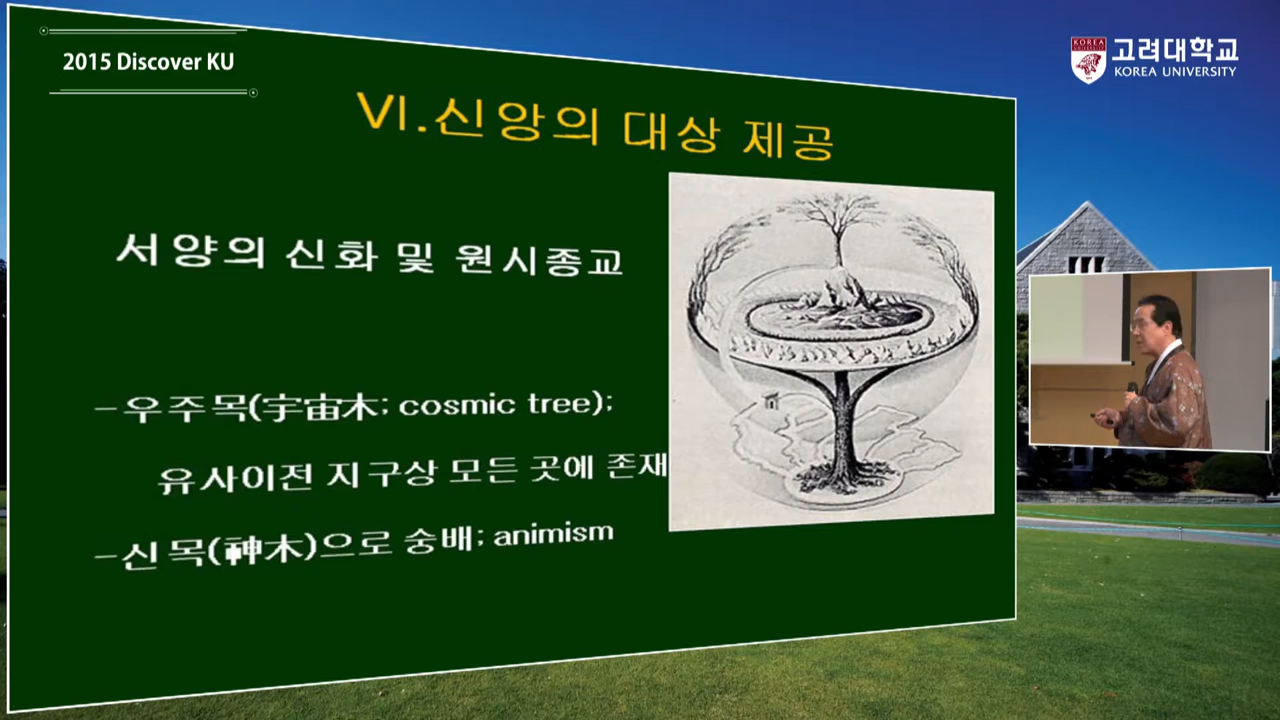 2015 Discover KU
KOREA
고려대학교
KOREA UNIVERSITY
VI.신앙의 대상 제공
서양의 신화 및 원시종교
-우주목(宇宙木; cosmic tree);
유사이전 지구상 모든 곳에 존재
-신목(神木)으로 숭배; animism